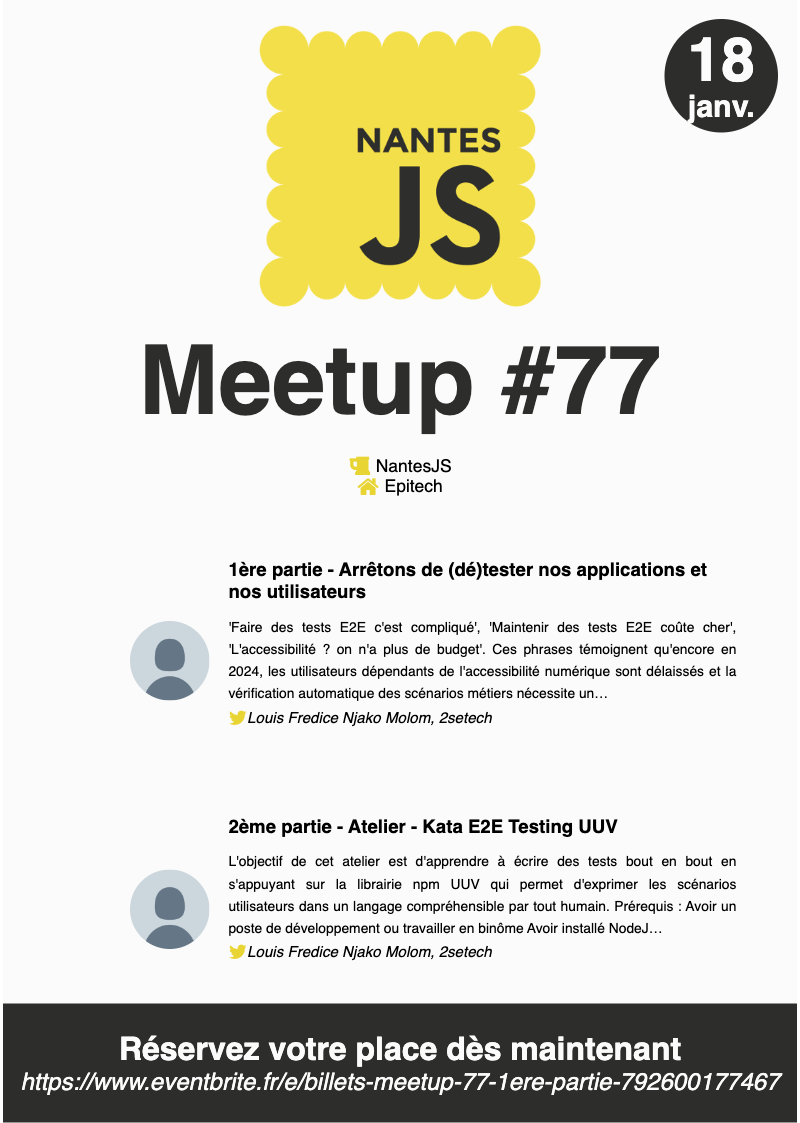 18
janv.
NANTES
JS
Meetup #77
NantesJS
Epitech
1ère partie - Arrêtons de (dé)tester nos applications et
nos utilisateurs
'Faire des tests E2E c'est compliqué', 'Maintenir des tests E2E coûte cher',
'L'accessibilité ? on n'a plus de budget'. Ces phrases témoignent qu'encore en
2024, les utilisateurs dépendants de l'accessibilité numérique sont délaissés et la
vérification automatique des scénarios métiers nécessite un…
Louis Fredice Njako Molom, 2setech
2ème partie - Atelier - Kata E2E Testing UUV
L'objectif de cet atelier est d'apprendre à écrire des tests bout en bout en
s'appuyant sur la librairie npm UUV qui permet d'exprimer les scénarios
utilisateurs dans un langage compréhensible par tout humain. Prérequis : Avoir un
poste de développement ou travailler en binôme Avoir installé NodeJ…
Louis Fredice Njako Molom, 2setech
Réservez votre place dès maintenant
https://www.eventbrite.fr/e/billets-meetup-77-1ere-partie-792600177467